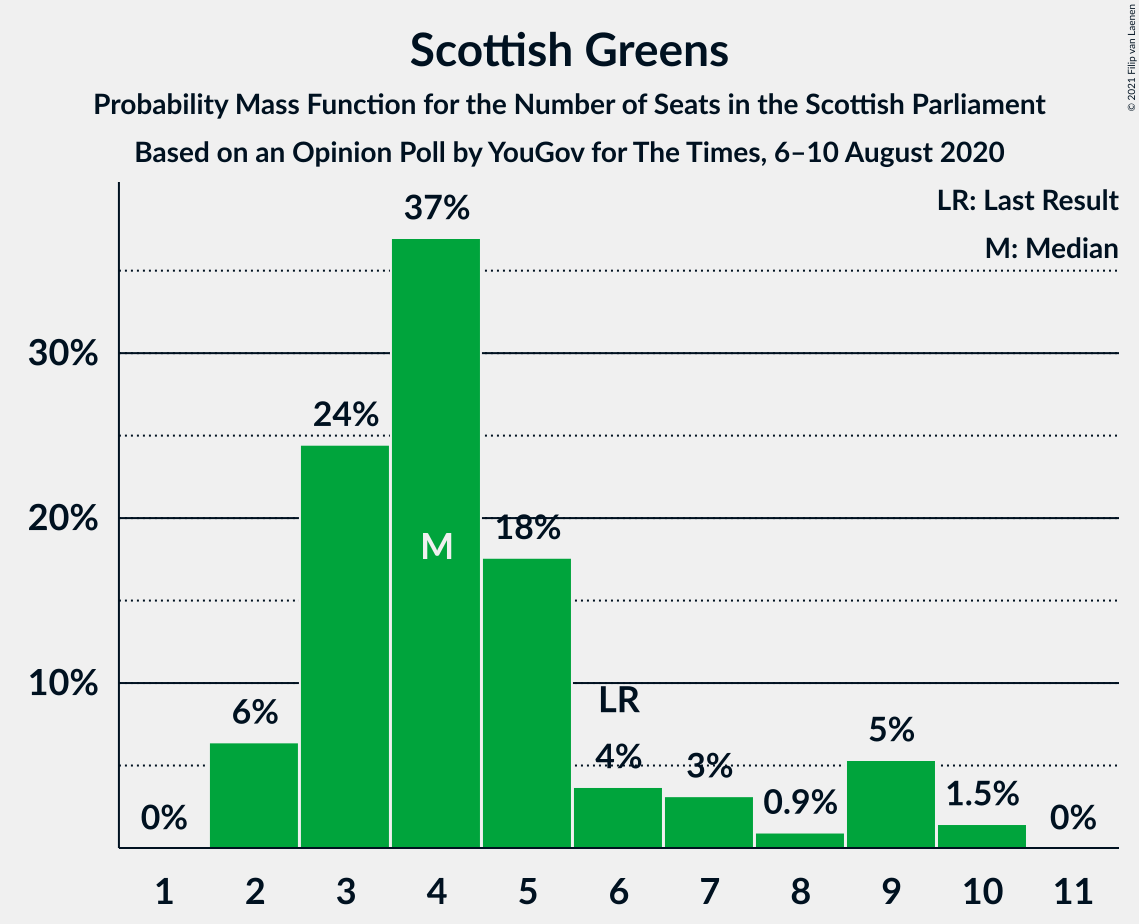 Scottish Greens
Probability Mass Function for the Number of Seats in the Scottish Parliament
Based on an Opinion Poll by YouGov for The Times, 6–10 August 2020
© 2021 Filip van Laenen
LR: Last Result
M: Median
37%
30%
24%
20%
18%
M
10%
LR
6%
5%
4%
3%
0.9%
1.5%
0%
0%
1 2 3 4 5 6 7 8 9 10 11